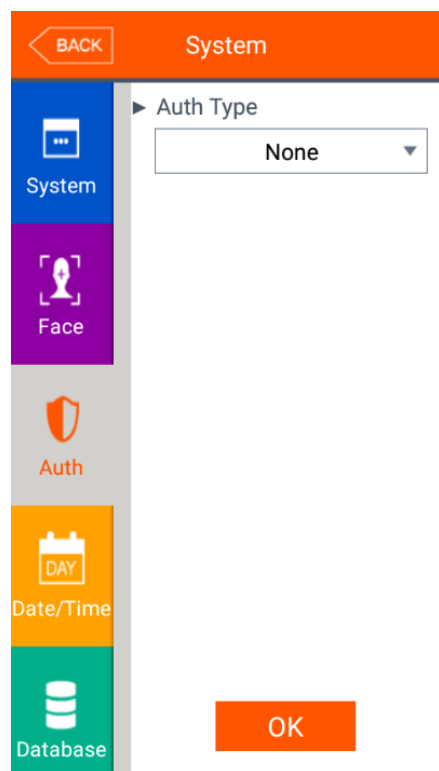 BACK
System
System
Face
Auth
DAY
Date/Time
Database
► Auth Type
None
OK